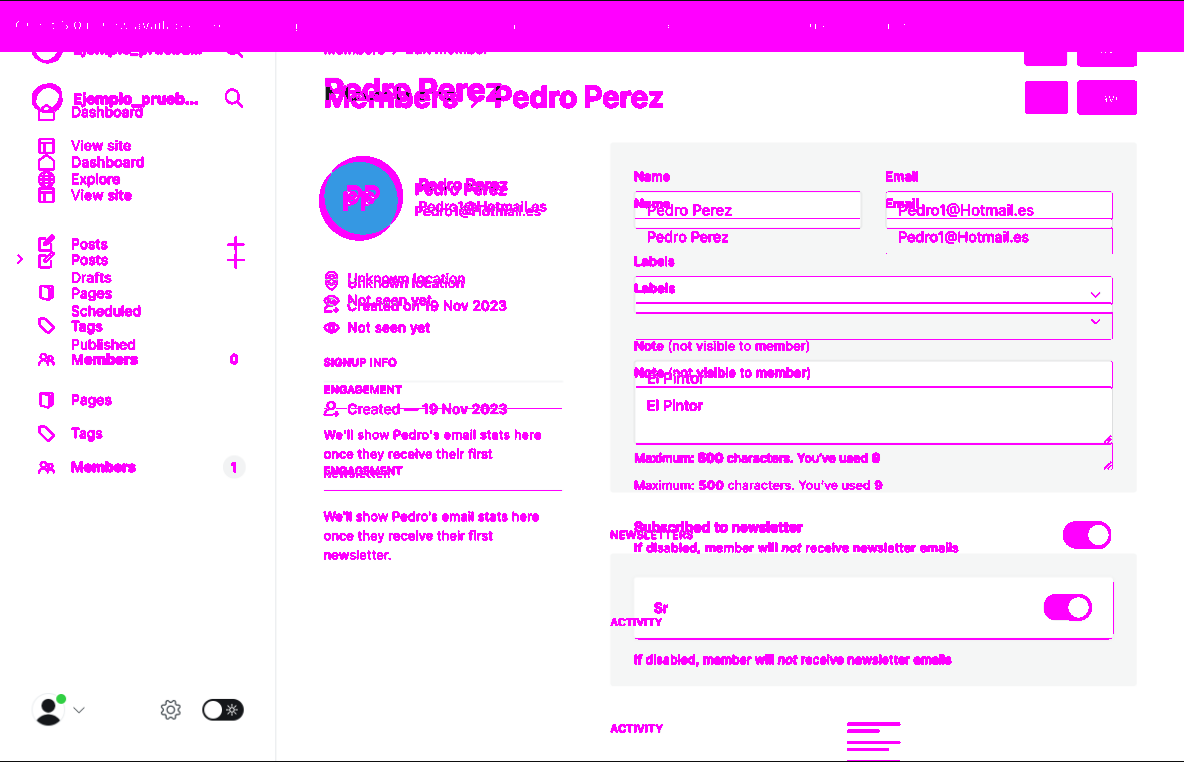 Ejemplo_prueb...
Dashboard
View site
Dashboard
Explore
View site
Posts
Posts
Drafts
Pages
Scheduled
Tags
Published
Members 0
Pages
Tags
Members 1
Pedro Perez
Members > Pedro Perez
PP
Pedro Perez
Pedro Perez
Pedro1@Hotmail.es
Pedro1@Hotmail.es
Unknown location
Unknown location
Not seen yet
Created on 19 Nov 2023
Not seen yet
SIGNUP INFO
ENGAGEMENT
Created — 19 Nov 2023
We'll show Pedro's email stats here
once they receive their first
newsletter.
ENGAGEMENT
We'll show Pedro's email stats here
once they receive their first
newsletter.
Name Email
Name Email
Pedro Perez Pedro1@Hotmail.es
Pedro Perez Pedro1@Hotmail.es
Labels
Labels
Note (not visible to member)
Note (not visible to member)
El Pintor
El Pintor
Maximum: 500 characters. You've used
Maximum: 500 characters. You've used 9
Subscribed to newsletter
NEWSLETTERS
If disabled, member will not receive newsletter emails
Sr
ACTIVITY
If disabled, member will not receive newsletter emails
ACTIVITY